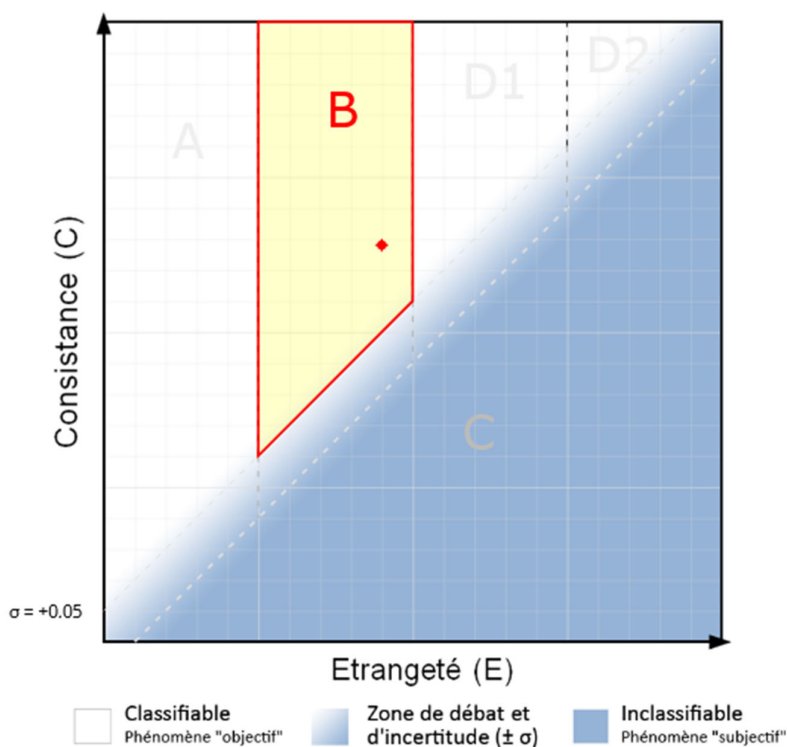 A
B
D1
D2
C
Consistance (C)
σ = +0.05
Etrangeté (E)
Classifiable
Phénomène "objectif"
Zone de débat et
d'incertitude (± σ)
Inclassifiable
Phénomène "subjectif"